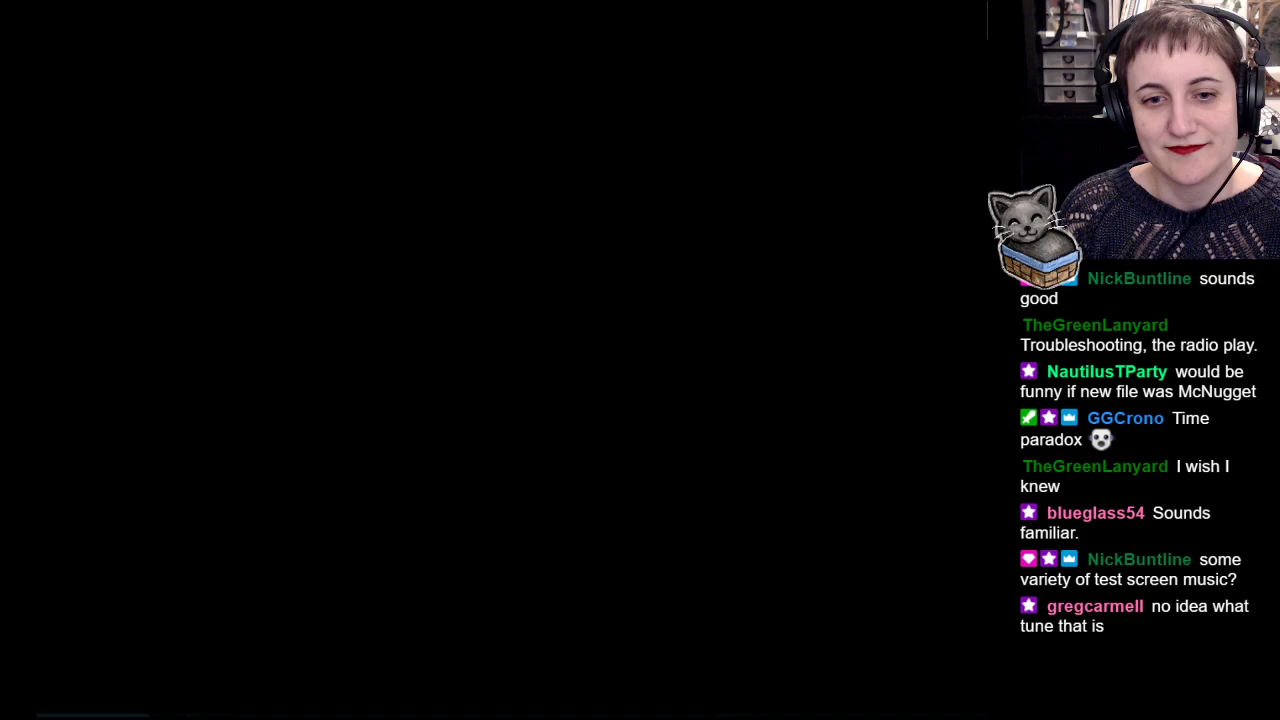 NickBuntline sounds
good
TheGreenLanyard
Troubleshooting, the radio play.
NautilusTParty would be
funny if new file was McNugget
GGCrono Time
paradox
TheGreenLanyard I wish I
knew
blueglass54 Sounds
familiar.
NickBuntline some
variety of test screen music?
gregcarmell no idea what
tune that is